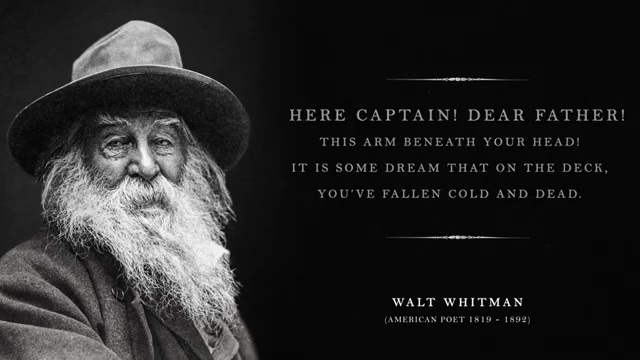 HERE CAPTAIN! DEAR FATHER!
THIS ARM BENEATH YOUR HEAD!
IT IS SOME DREAM THAT ON THE DECK,
YOU'VE FALLEN COLD AND DEAD.
WALT WHITMAN
(AMERICAN POET 1819 - 1892)